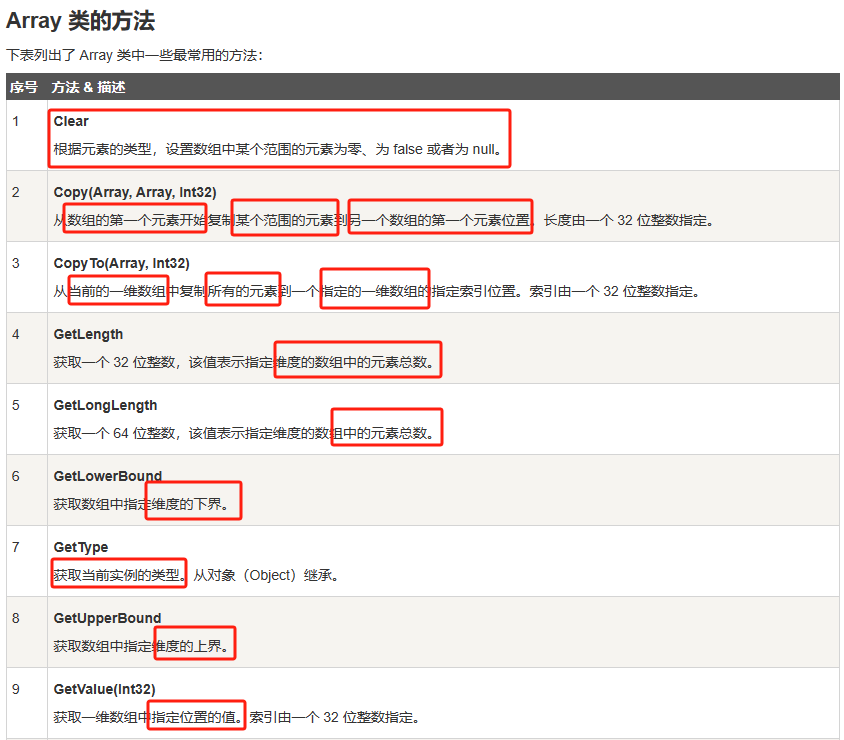 Array 类的方法
下表列出了 Array 类中一些最常用的方法：
序号 方法 & 描述
1 Clear
根据元素的类型，设置数组中某个范围的元素为零、为 false 或者为 null。
2 Copy(Array, Array, Int32)
从数组的第一个元素开始复制某个范围的元素到另一个数组的第一个元素位置。长度由一个 32 位整数指定。
3 CopyTo(Array, Int32)
从当前的一维数组中复制所有的元素到一个指定的一维数组的指定索引位置。索引由一个 32 位整数指定。
4 GetLength
获取一个 32 位整数，该值表示指定维度的数组中的元素总数。
5 GetLongLength
获取一个 64 位整数，该值表示指定维度的数组中的元素总数。
6 GetLowerBound
获取数组中指定维度的下界。
7 GetType
获取当前实例的类型。从对象（Object）继承。
8 GetUpperBound
获取数组中指定维度的上界。
9 GetValue(Int32)
获取一维数组中指定位置的值。索引由一个 32 位整数指定。